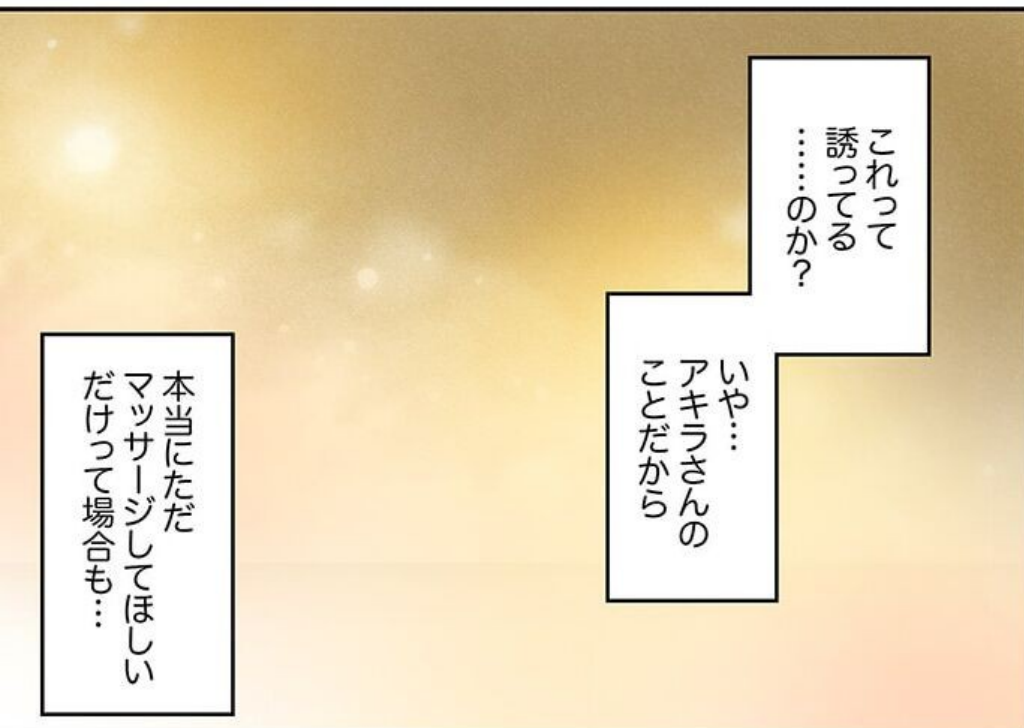 これって
誘ってる
……のか？
いや…
アキラさんの
ことだから
本当にただ
マッサージしてほしい
だけって場合も…